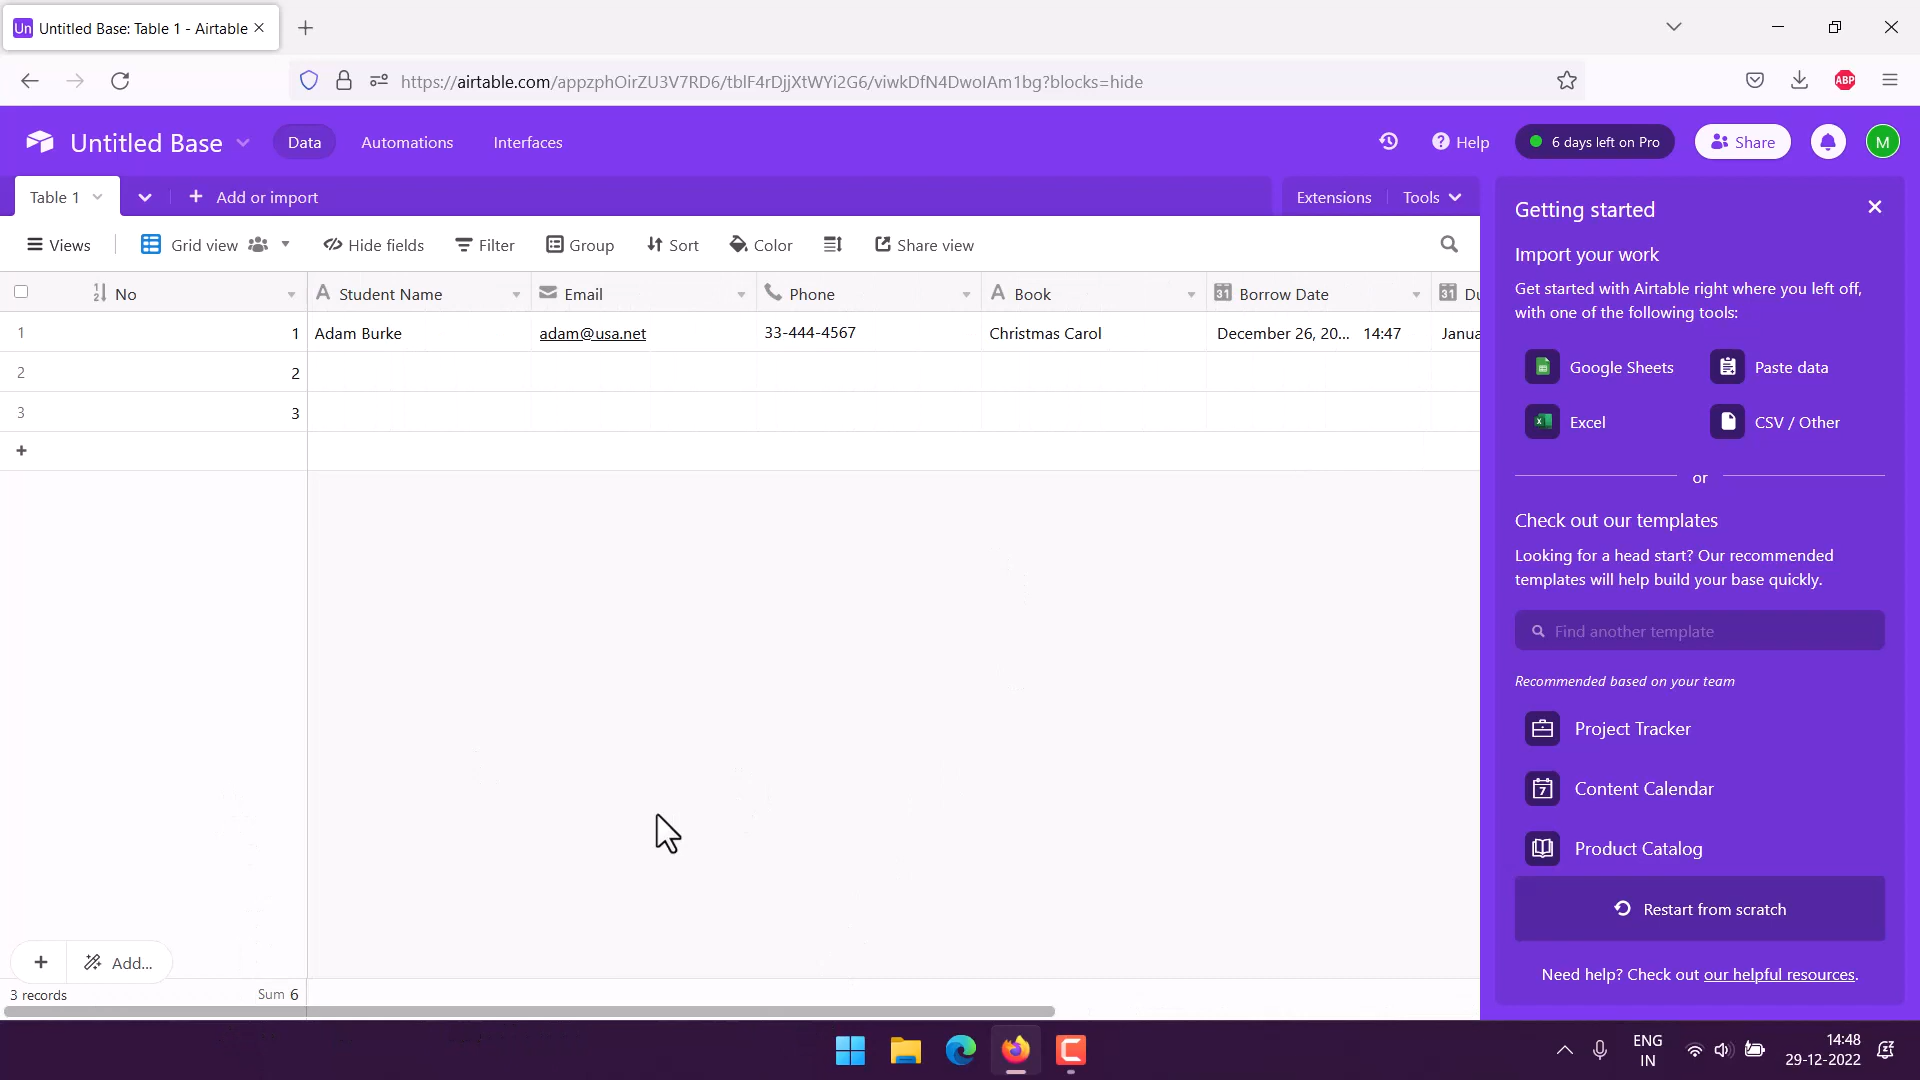 Un Untitled Base: Table 1 - Airtable
https://airtable.com/appzphOirZU3V7RD6/tblF4rDjjXtWYi2G6/viwkDfN4DwoIAm1bg?blocks=hide
ABP
Untitled Base Data Automations Interfaces Help 6 days left on Pro Share M
Table 1 Add or import Extensions Tools
Views Grid view Hide fields Filter Group Sort Color Share view
No Student Name Email Phone Book Borrow Date Du
1 1 Adam Burke adam@usa.net 33-444-4567 Christmas Carol December 26, 20... 14:47 Janua
2 2
3 3
Add...
3 records Sum 6
Getting started
Import your work
Get started with Airtable right where you left off,
with one of the following tools:
Google Sheets Paste data
Excel CSV / Other
or
Check out our templates
Looking for a head start? Our recommended
templates will help build your base quickly.
Find another template
Recommended based on your team
Project Tracker
7 Content Calendar
Product Catalog
Restart from scratch
Need help? Check out our helpful resources.
ENG
IN
14:48
29-12-2022